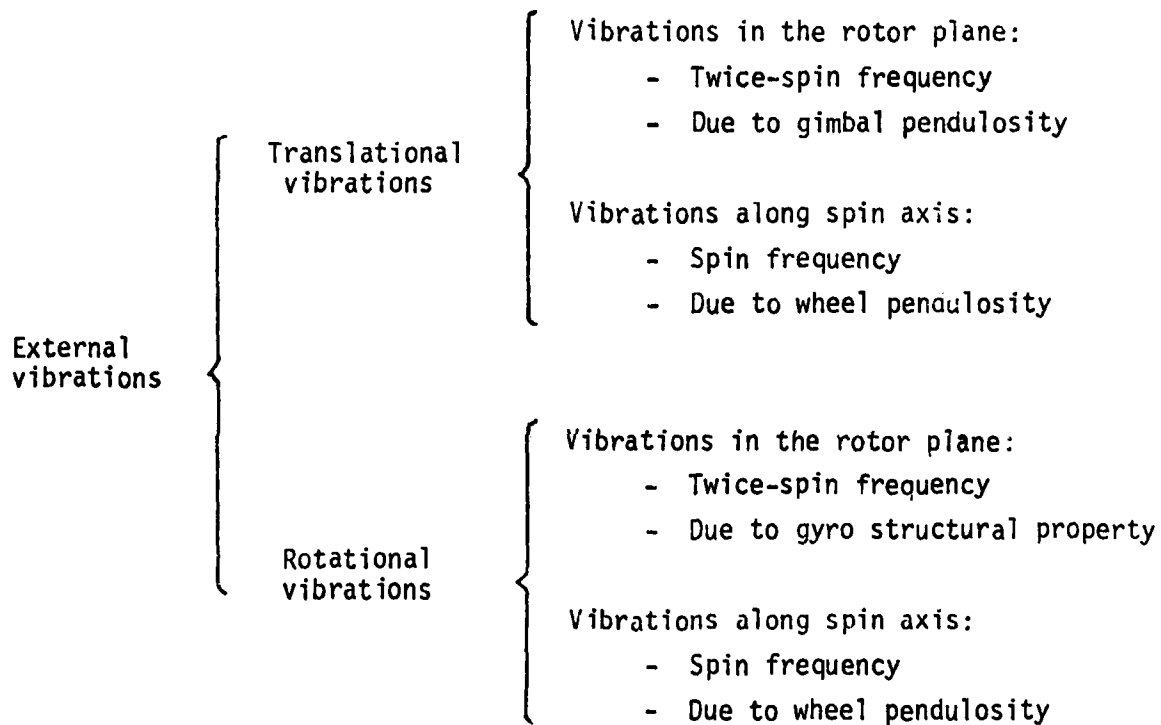 External
vibrations
Translational
vibrations
Vibrations in the rotor plane:
- Twice-spin frequency
- Due to gimbal pendulosity
Vibrations along spin axis:
- Spin frequency
- Due to wheel pendulosity
Rotational
vibrations
Vibrations in the rotor plane:
- Twice-spin frequency
- Due to gyro structural property
Vibrations along spin axis:
- Spin frequency
- Due to wheel pendulosity